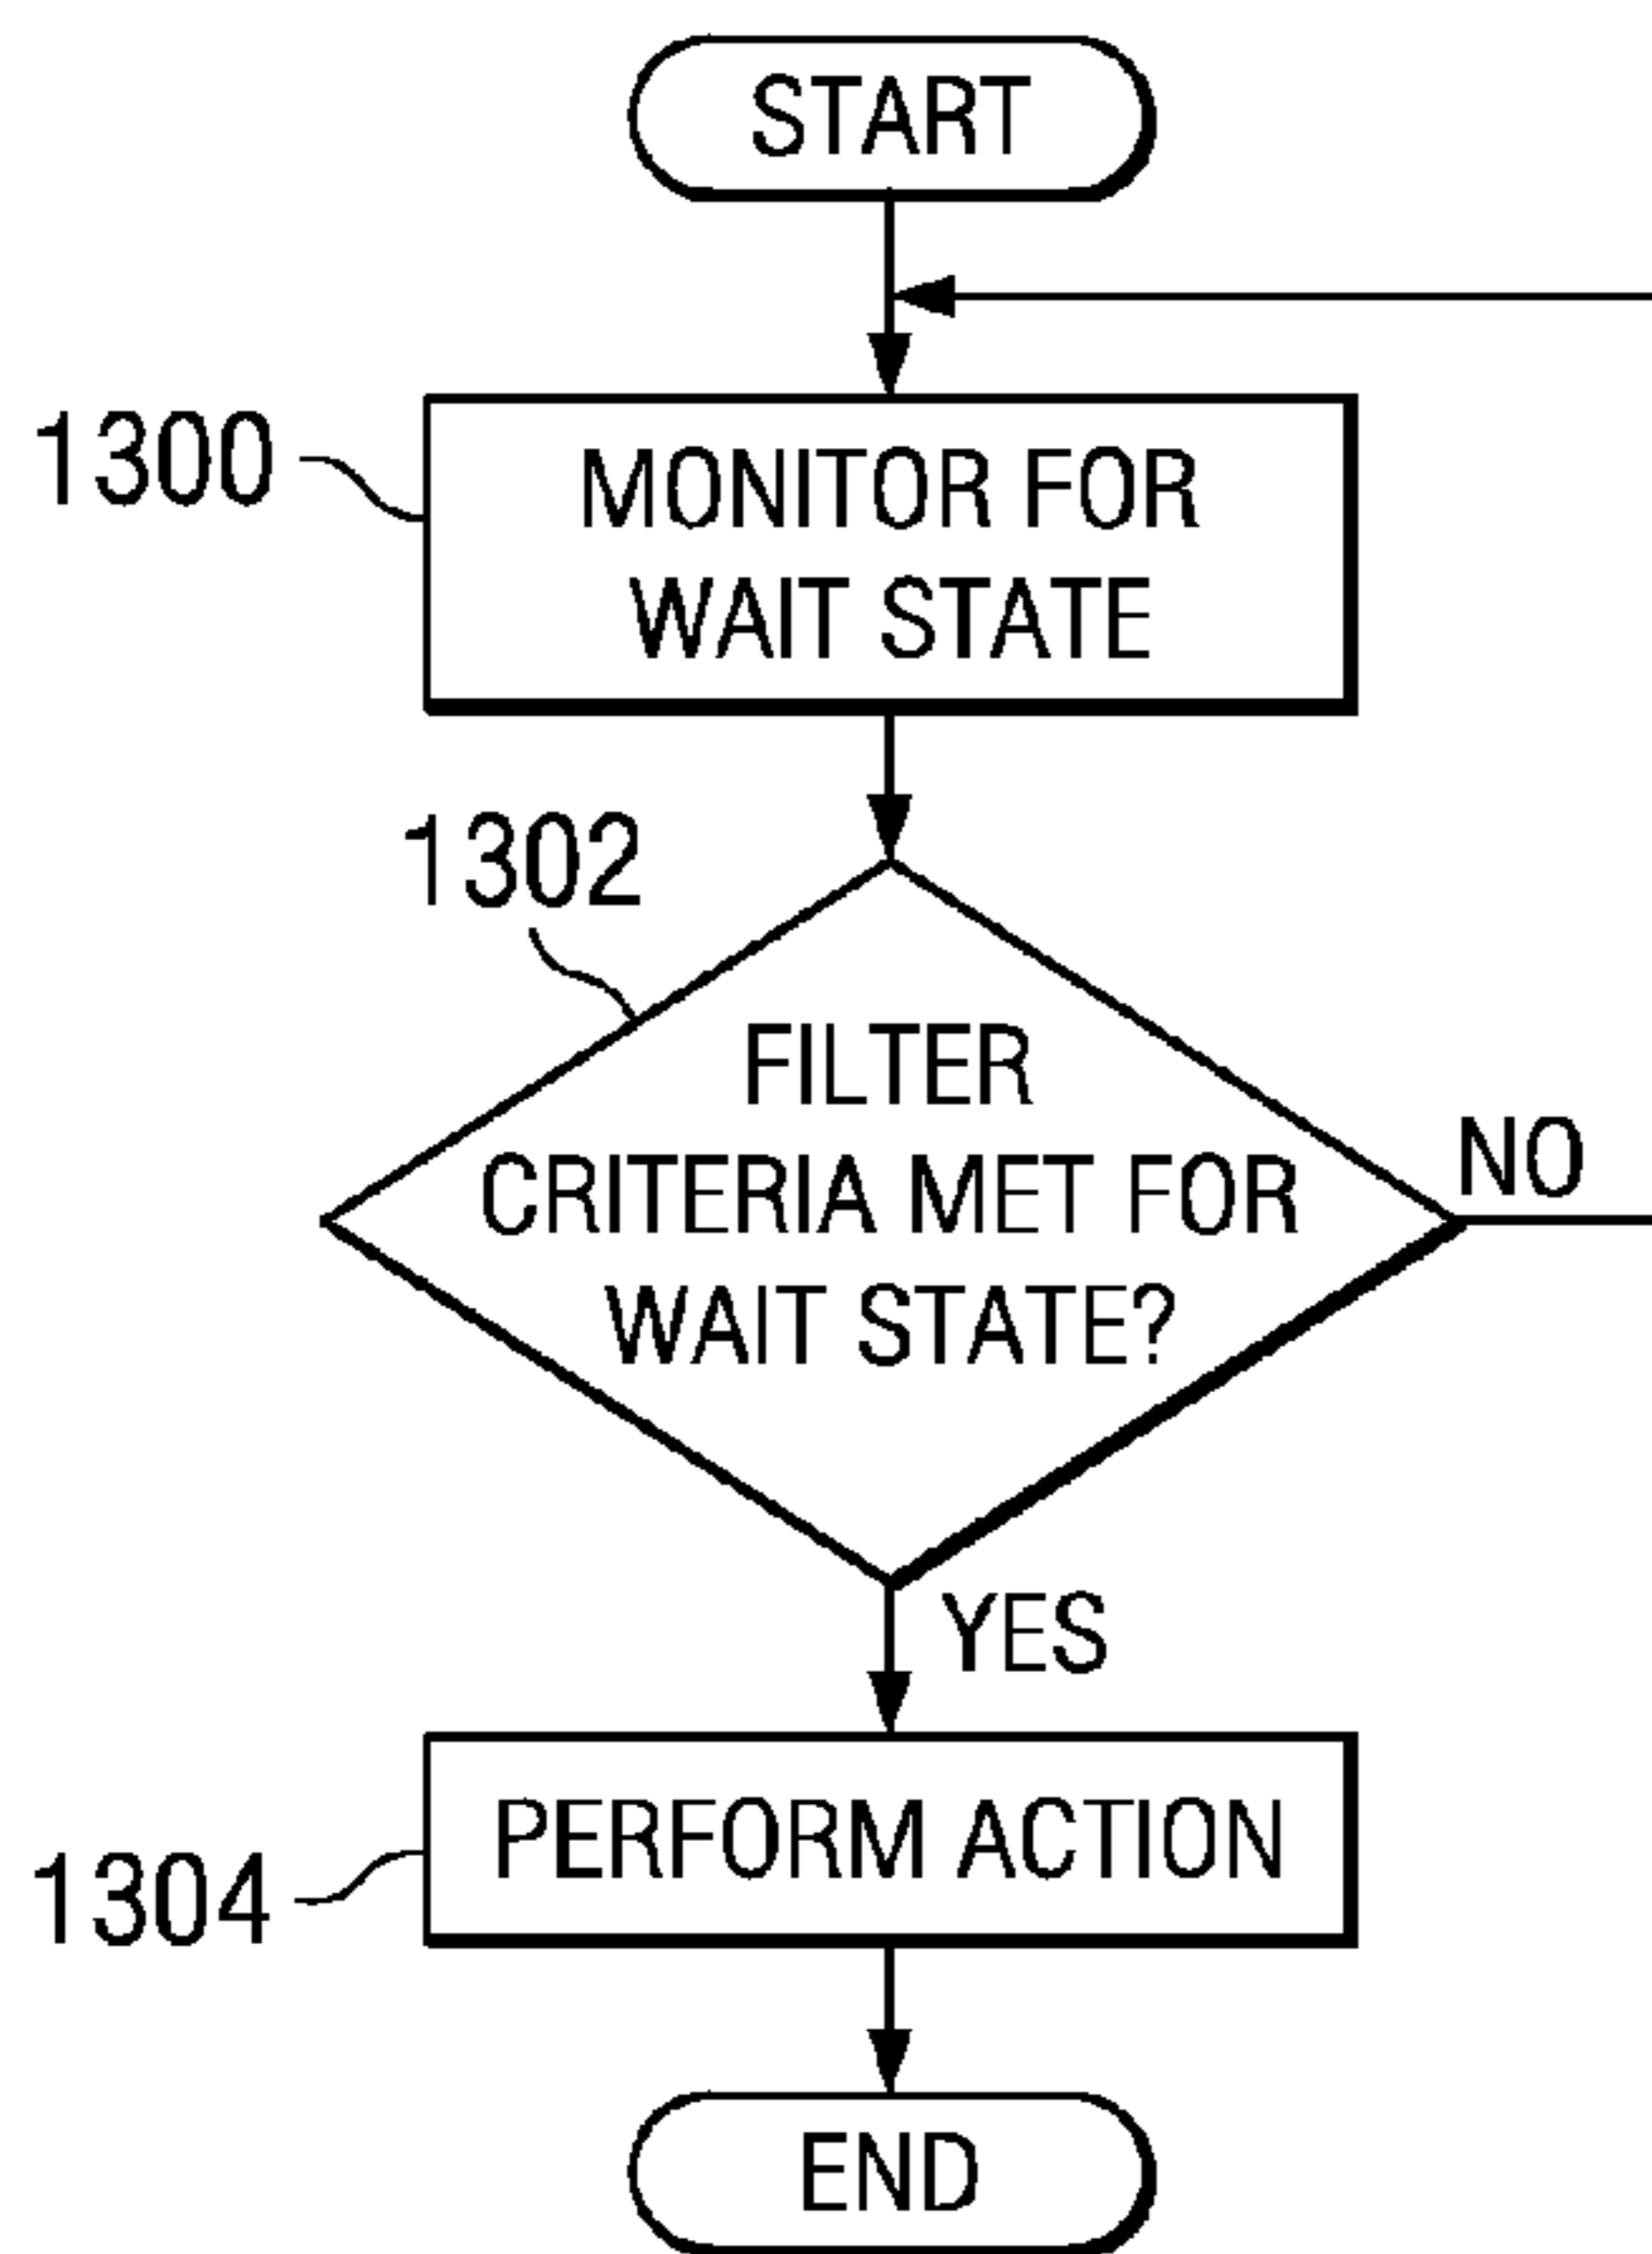 START
1300
MONITOR FOR
WAIT STATE
1302
FILTER
CRITERIA MET FOR
WAIT STATE?
NO
YES
1304
PERFORM ACTION
END